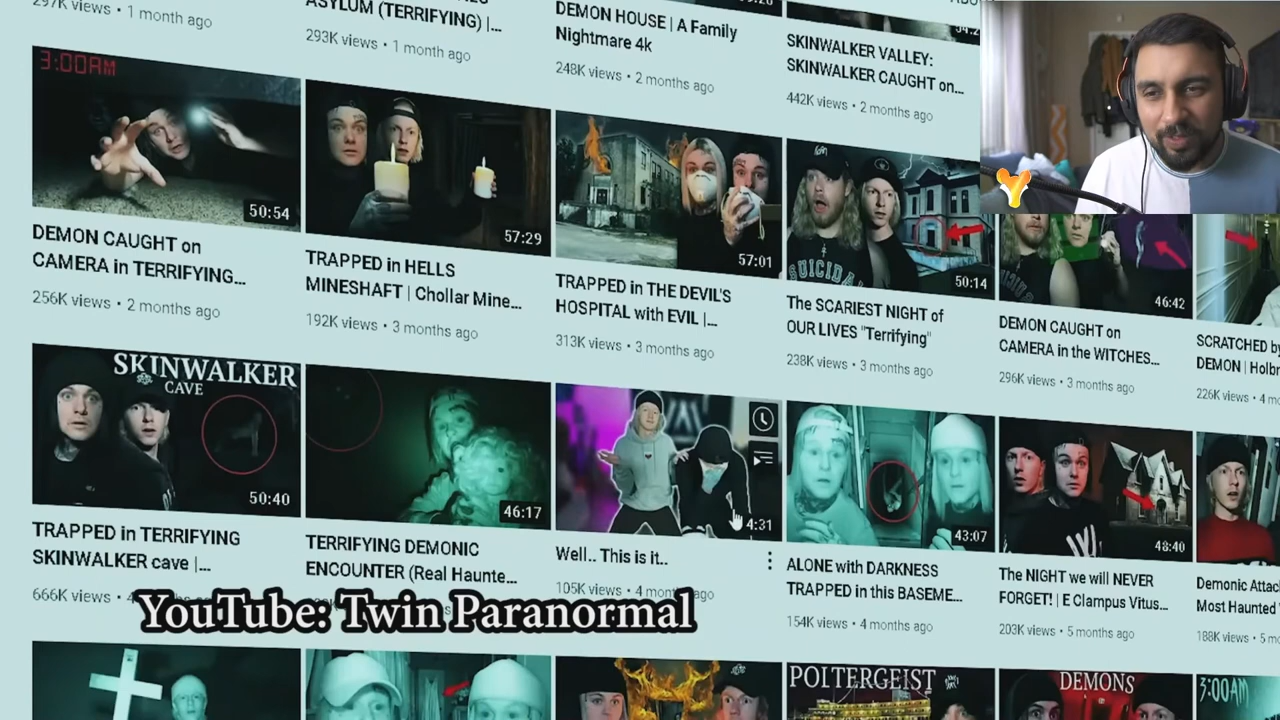 297K views • 1 month ago
ASYLUM (TERRIFYING) |...
293K views • 1 month ago
DEMON HOUSE | A Family
Nightmare 4k
248K views • 2 months ago
SKINWALKER VALLEY:
SKINWALKER CAUGHT on...
442K views • 2 months ago
3:00AM
50:54
DEMON CAUGHT on
CAMERA in TERRIFYING...
256K views • 2 months ago
57:29
TRAPPED in HELLS
MINESHAFT | Chollar Mine...
192K views • 3 months ago
57:01
TRAPPED in THE DEVIL'S
HOSPITAL with EVIL |...
313K views • 3 months ago
SUICIDA
50:14
The SCARIEST NIGHT of
OUR LIVES "Terrifying"
238K views • 3 months ago
46:42
DEMON CAUGHT on
CAMERA in the WITCHES...
296K views • 3 months ago
SCRATCHED by
DEMON | Holbr
226K views • 4 mo
SKINWALKER
CAVE
50:40
TRAPPED in TERRIFYING
SKINWALKER cave |...
666K views • 4
46:17
TERRIFYING DEMONIC
ENCOUNTER (Real Haunte...
4:31
Well.. This is it..
105K views • 4 months ago
43:07
ALONE with DARKNESS
TRAPPED in this BASEME...
154K views • 4 months ago
48:40
The NIGHT we will NEVER
FORGET! | E Clampus Vitus...
203K views • 5 months ago
Demonic Attac
Most Haunted
188K views • 5 mo
YouTube: Twin Paranormal
POLTERGEIST
DEMONS
3:00AM